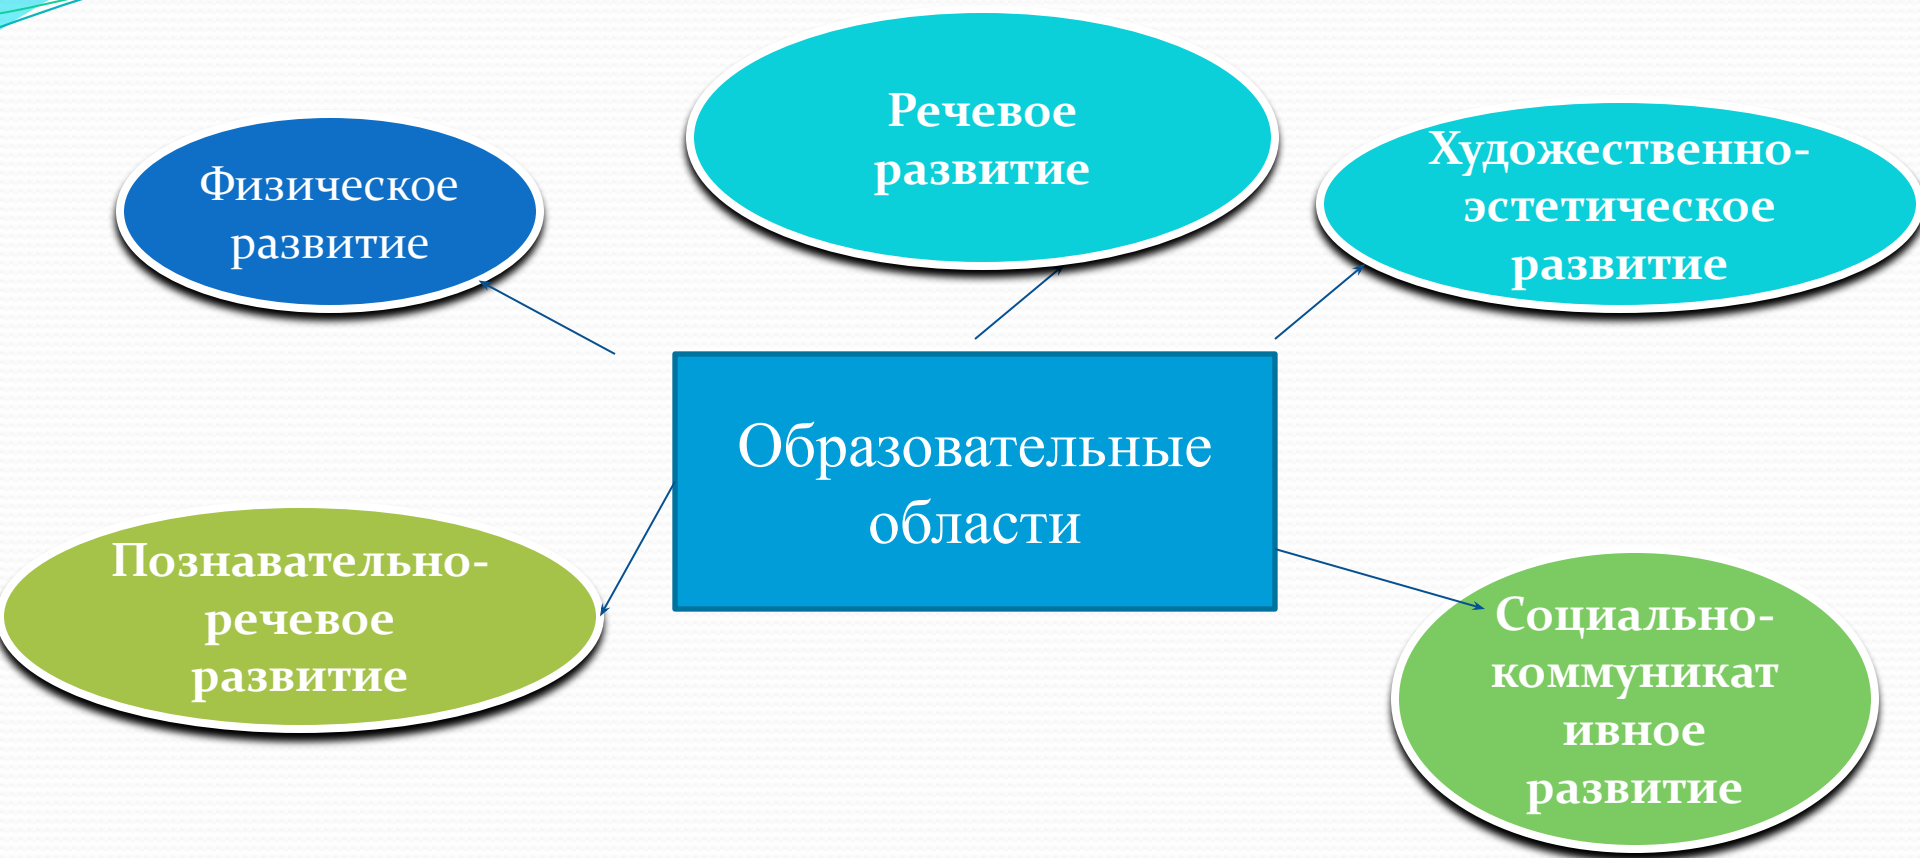 Речевое
развитие
Физическое
развитие
Художественно-
эстетическое
развитие
Образовательные
области
Познавательно-
речевое
развитие
Социально-
коммуникат
ивное
развитие